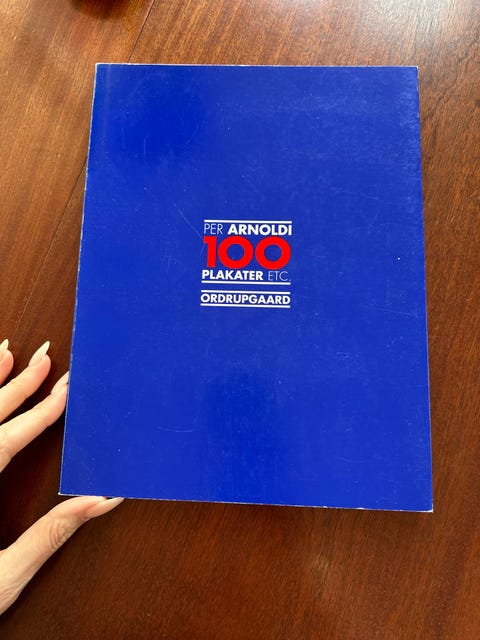 PER ARNOLDI
100
PLAKATER ETC.
ORDRUPGAARD